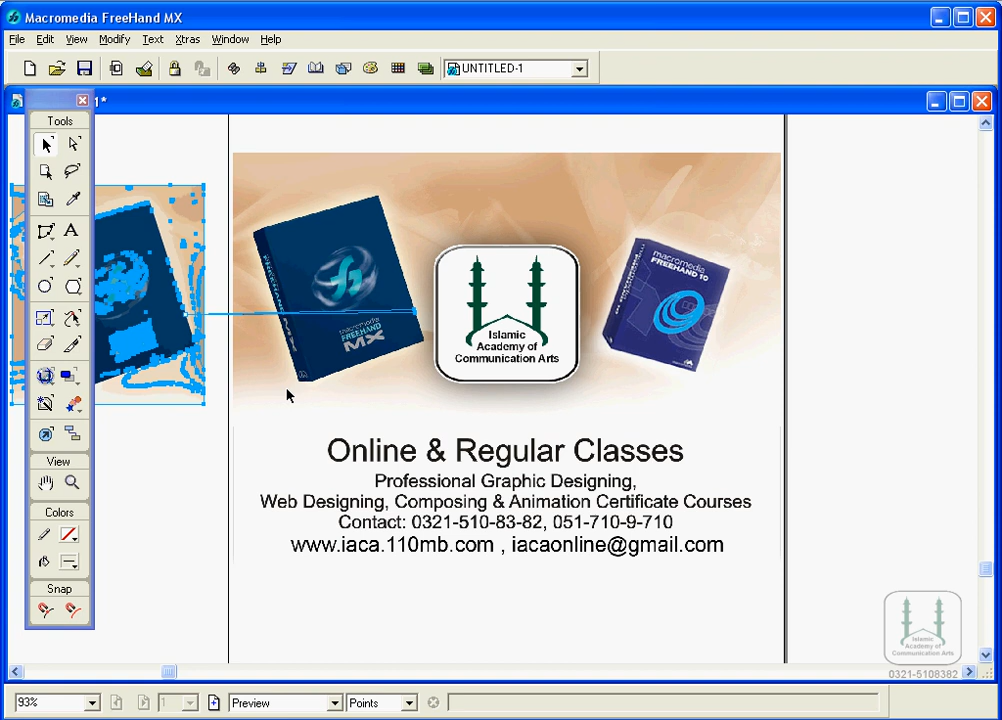 Macromedia FreeHand MX
File Edit View Modify Text Xtras Window Help
UNTITLED-1
1*
Tools
View
Colors
Snap
MACROMEDIA
FREEHAND
MX
macromedia
FREEHAND 10
Islamic
Academy of
Communication Arts
Online & Regular Classes
Professional Graphic Designing,
Web Designing, Composing & Animation Certificate Courses
Contact: 0321-510-83-82, 051-710-9-710
www.iaca.110mb.com , iacaonline@gmail.com
Islamic
Academy of
Communication Arts
0321-5108382
93% 1 Preview Points